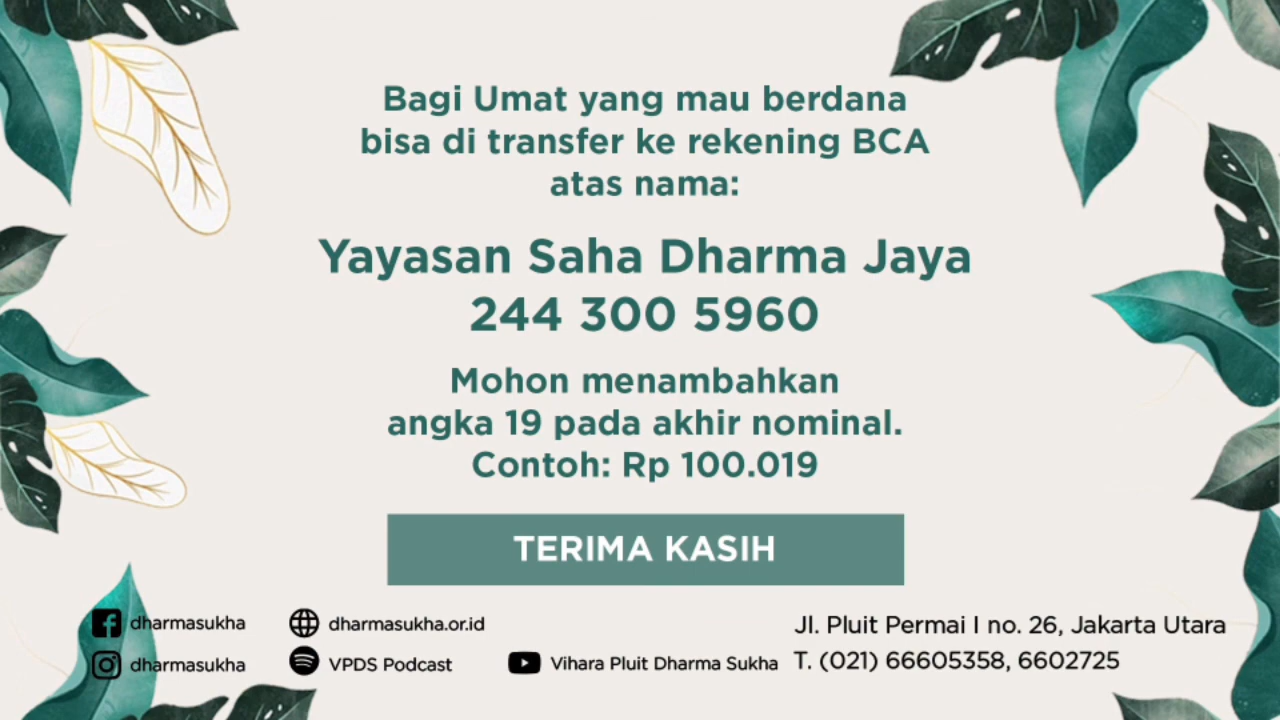 Bagi Umat yang mau berdana
bisa di transfer ke rekening BCA
atas nama:
Yayasan Saha Dharma Jaya
244 300 5960
Mohon menambahkan
angka 19 pada akhir nominal.
Contoh: Rp 100.019
TERIMA KASIH
dharmasukha
dharmasukha.or.id
dharmasukha
VPDS Podcast
Vihara Pluit Dharma Sukha
Jl. Pluit Permai I no. 26, Jakarta Utara
T. (021) 66605358, 6602725